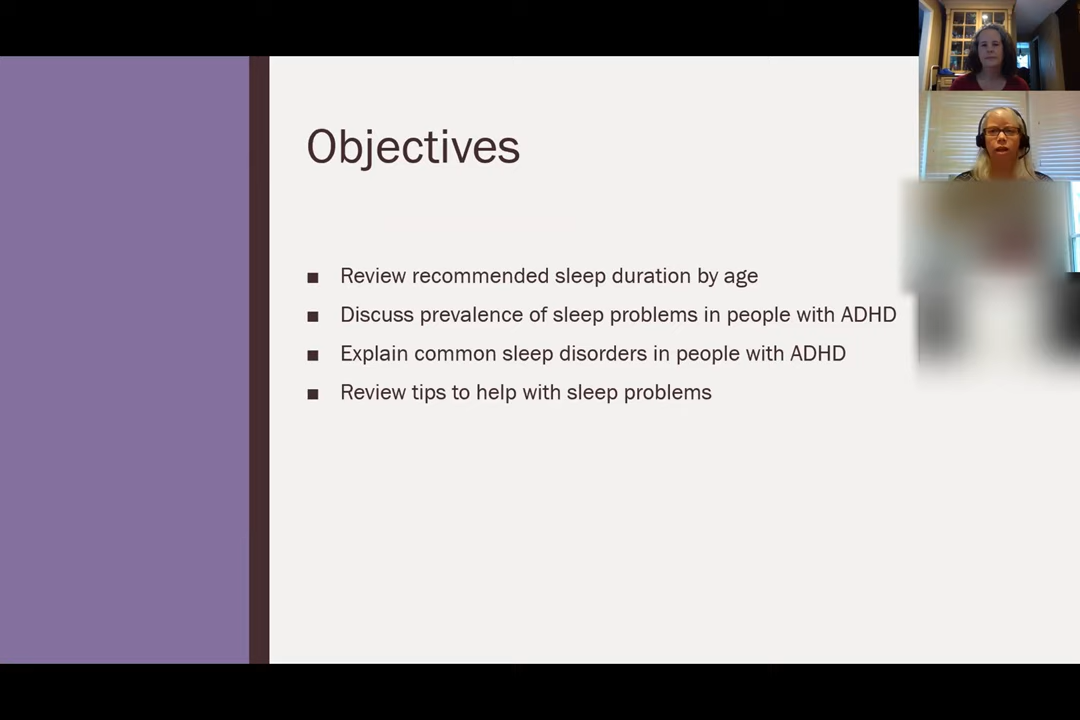 Objectives
■ Review recommended sleep duration by age
■ Discuss prevalence of sleep problems in people with ADHD
■ Explain common sleep disorders in people with ADHD
■ Review tips to help with sleep problems